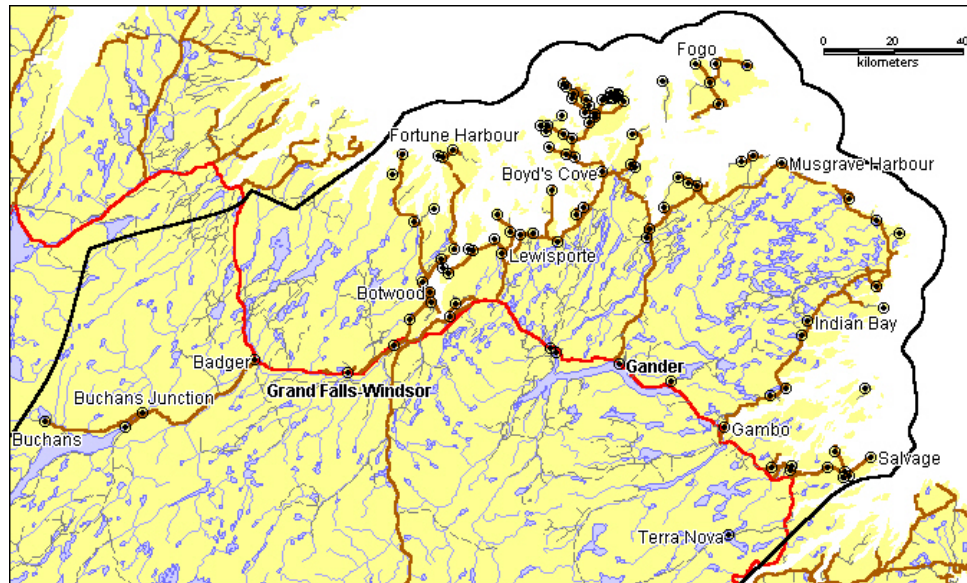 Fogo
0 20 40
kilometers
Fortune Harbour
Boyd's Cove
Musgrave Harbour
Lewisporte
Botwood
Indian Bay
Badger
Gander
Grand Falls-Windsor
Buchans Junction
Buchans
Gambo
Salvage
Terra Nova